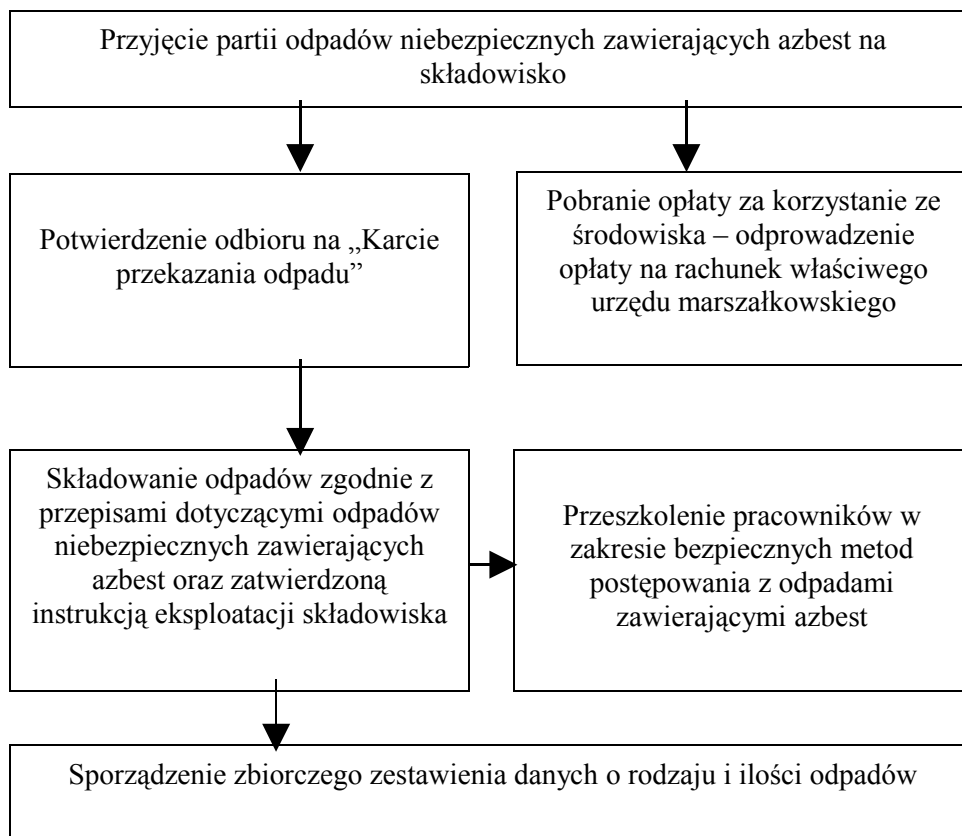 Przyjęcie partii odpadów niebezpiecznych zawierających azbest na
składowisko
Potwierdzenie odbioru na „Karcie
przekazania odpadu”
Pobranie opłaty za korzystanie ze
środowiska – odprowadzenie
opłaty na rachunek właściwego
urzędu marszałkowskiego
Składowanie odpadów zgodnie z
przepisami dotyczącymi odpadów
niebezpiecznych zawierających
azbest oraz zatwierdzoną
instrukcją eksploatacji składowiska
Przeszkolenie pracowników w
zakresie bezpiecznych metod
postępowania z odpadami
zawierającymi azbest
Sporządzenie zbiorczego zestawienia danych o rodzaju i ilości odpadów